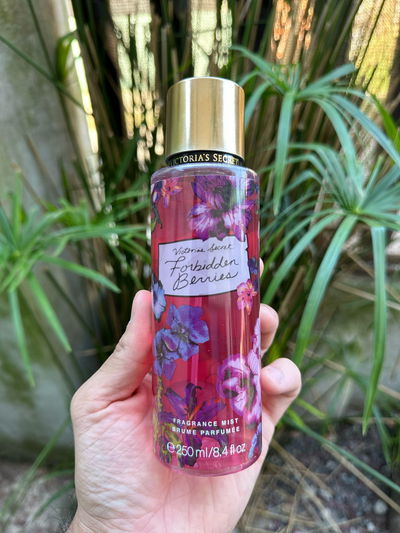 VICTORIA'S SECRET
Victoria's Secret
Forbidden
Berries
FRAGRANCE MIST
BRUME PARFUMÉE
℮ 250 ml/8.4 fl oz